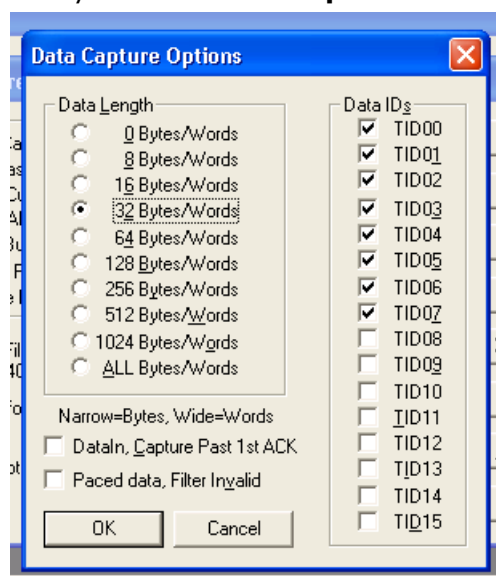 Data Capture Options
Data Length
0 Bytes/Words
8 Bytes/Words
16 Bytes/Words
32 Bytes/Words
64 Bytes/Words
128 Bytes/Words
256 Bytes/Words
512 Bytes/Words
1024 Bytes/Words
ALL Bytes/Words
Narrow=Bytes, Wide=Words
DataIn, Capture Past 1st ACK
Paced data, Filter Invalid
OK
Cancel
Data IDs
TID00
TID01
TID02
TID03
TID04
TID05
TID06
TID07
TID08
TID09
TID10
TID11
TID12
TID13
TID14
TID15